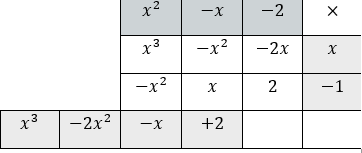 x² −x −2 ×
x³ −x² −2x x
−x² x 2 −1
x³ −2x² −x +2